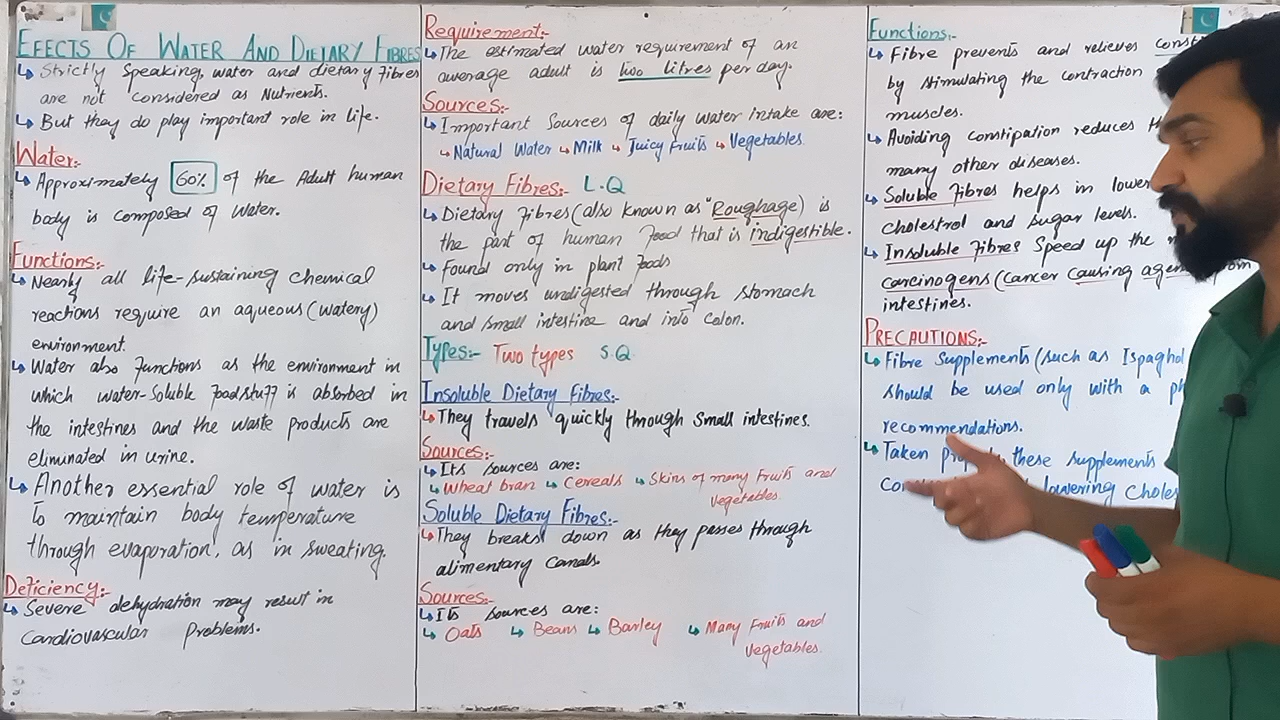 EFECTS OF WATER AND DIETARY FIBRES
↳ Strictly Speaking, water and dietary Fibres
are not considered as Nutrients.
↳ But they do play important role in life.
Water:-
↳ Approximately 60% of the Adult human
body is composed of Water.
Functions:-
↳ Nearly all life-sustaining chemical
reactions require an aqueous (watery)
environment.
↳ Water also functions as the environment in
which water-Soluble foodstuff is absorbed in
the intestines and the waste products are
eliminated in urine.
↳ Another essential role of water is
to maintain body temperature
through evaporation, as in sweating.
Deficiency:-
↳ Severe dehydration may result in
Cardiovascular Problems.
Requirement:-
↳ The estimated water requirement of an
average adult is two litres per day.
Sources:-
↳ Important Sources of daily water intake are:
↳ Natural Water ↳ Milk ↳ Juicy Fruits ↳ Vegetables
Dietary Fibres:- L.Q
↳ Dietary Fibres (also known as "Roughage) is
the part of human Food that is indigestible.
↳ Found only in plant Foods
↳ It moves undigested through stomach
and small intestine and into colon.
Types:- Two types S.Q
Insoluble Dietary Fibres:-
↳ They travels quickly through Small intestines.
Sources:-
↳ Its sources are:
↳ Wheat bran ↳ Cereals ↳ Skins of many Fruits and
vegetables.
Soluble Dietary Fibres:-
↳ They breaks down as they passes through
alimentary Canals.
Sources:-
↳ Its sources are:
↳ Oats ↳ Beans ↳ Barley ↳ Many Fruits and
vegetables.
Functions:-
↳ Fibre prevents and relieves
by stimulating the contraction
muscles.
↳ Avoiding constipation reduces
many other diseases.
↳ Soluble Fibres helps in lower
cholestrol and sugar levels.
↳ Insoluble Fibres Speed up the
carcinogens (cancer causing from
intestines.
PRECAUTIONS:-
↳ Fibre Supplements (such as Ispaghol
should be used only with a
recommendations.
↳ Taken these supplements
lowering